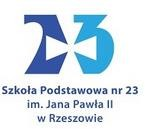 23
Szkoła Podstawowa nr 23
im. Jana Pawła II
w Rzeszowie